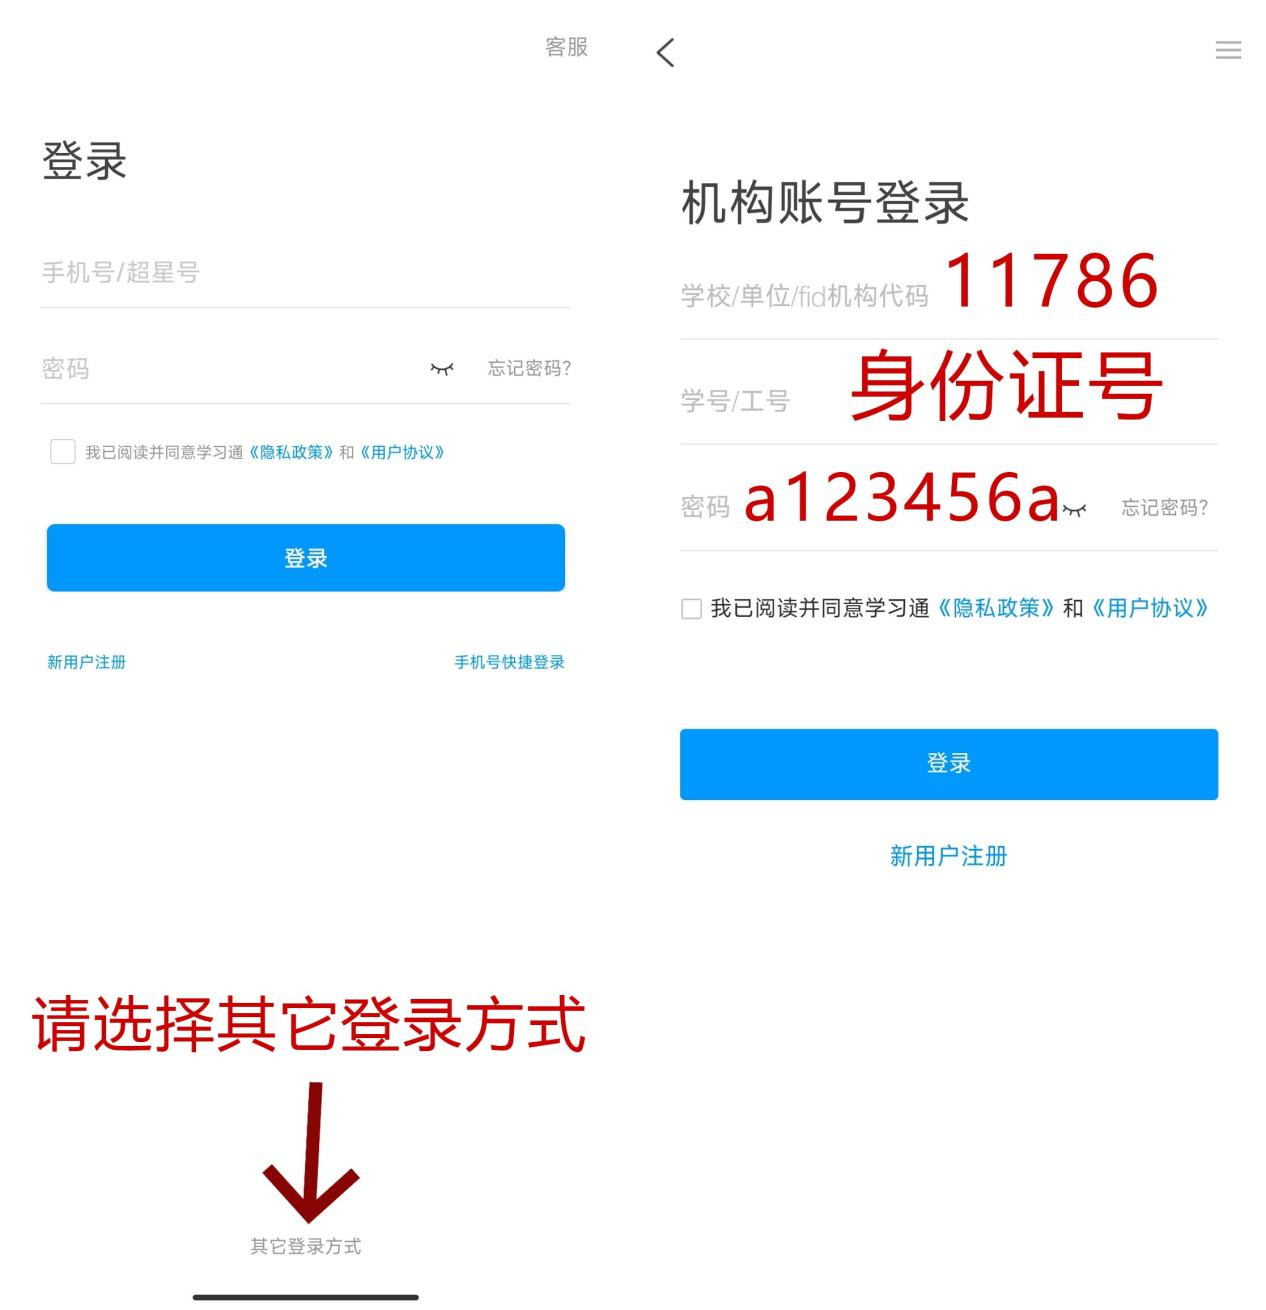 客服
登录
手机号/超星号
密码 忘记密码?
我已阅读并同意学习通《隐私政策》和《用户协议》
登录
新用户注册 手机号快捷登录
请选择其它登录方式
其它登录方式
机构账号登录
学校/单位/fid机构代码 11786
学号/工号 身份证号
密码 a123456a 忘记密码?
我已阅读并同意学习通《隐私政策》和《用户协议》
登录
新用户注册